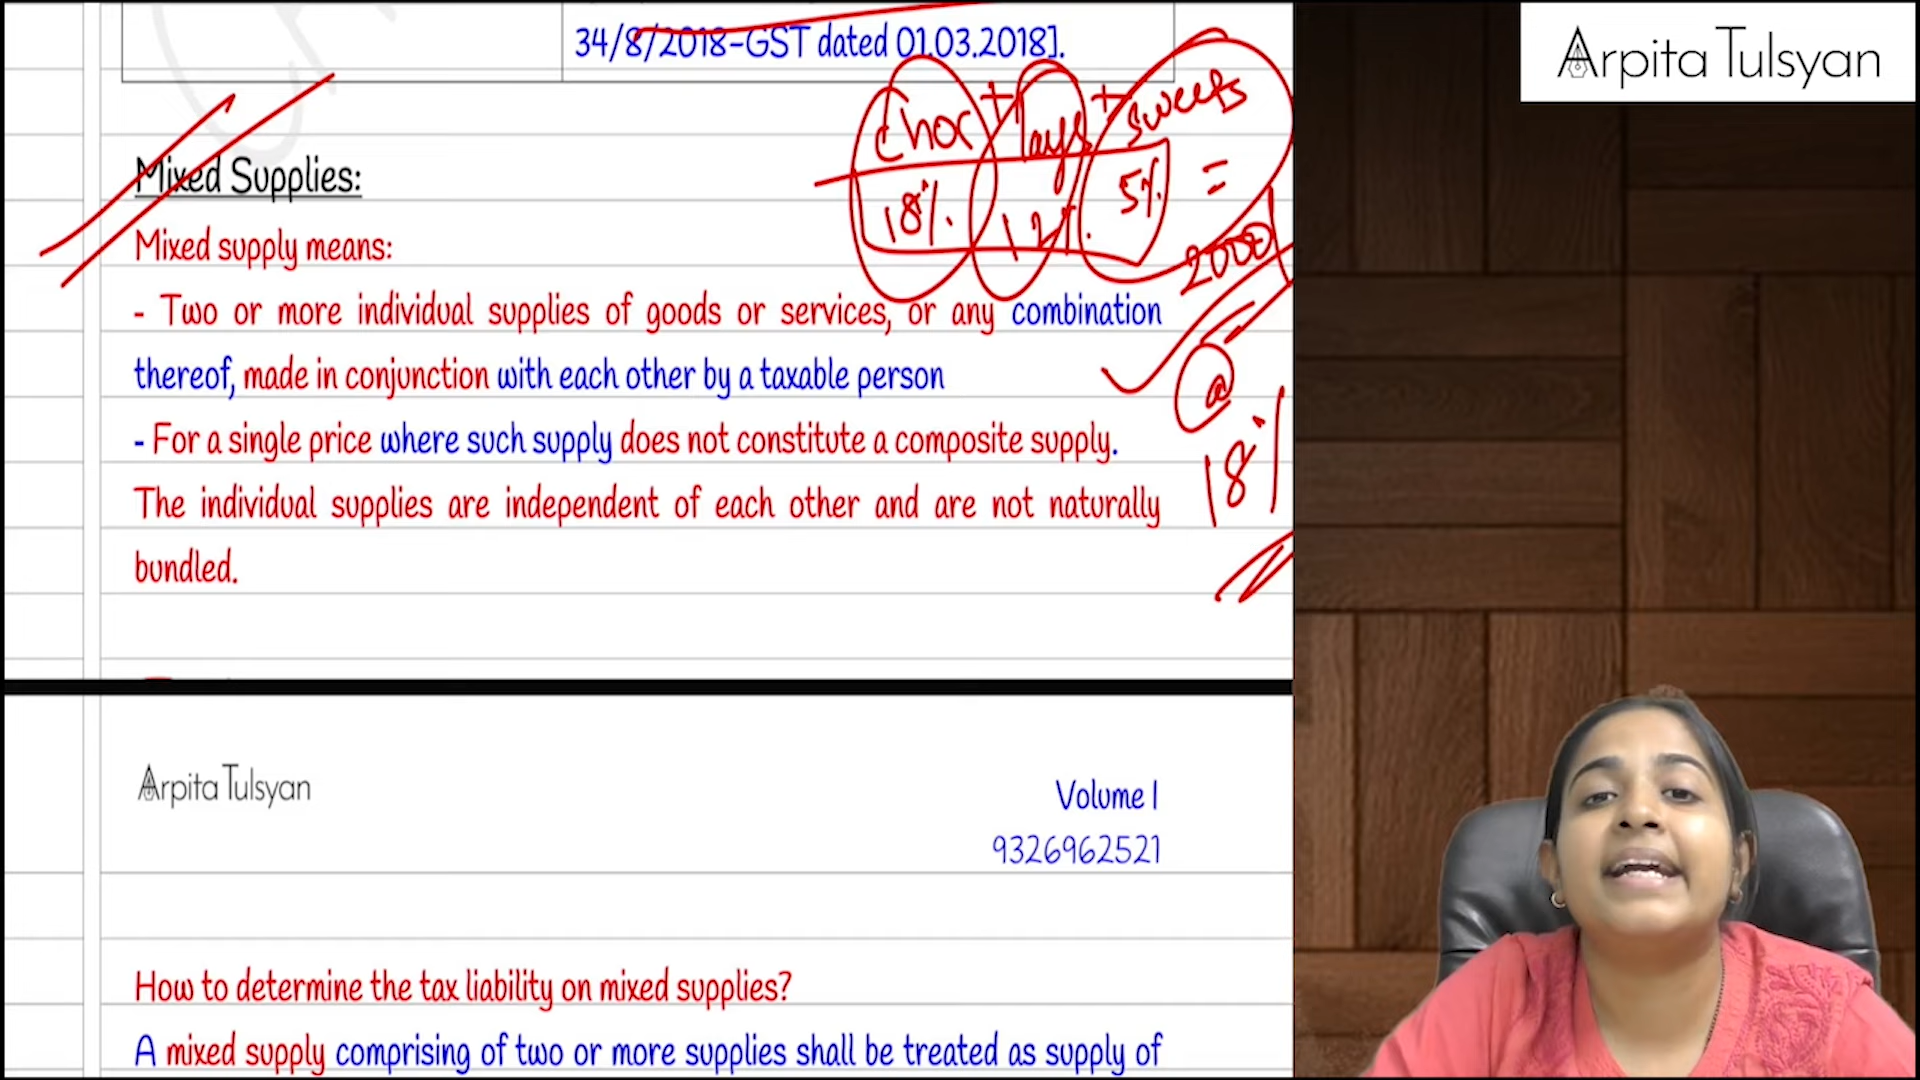 34/8/2018-GST dated 01.03.2018].
Arpita Tulsyan
Choc + Lays + Sweets
18% 12% 5% =
2000/
@
18%
Mixed Supplies:
Mixed supply means:
- Two or more individual supplies of goods or services, or any combination
thereof, made in conjunction with each other by a taxable person
- For a single price where such supply does not constitute a composite supply.
The individual supplies are independent of each other and are not naturally
bundled.
Arpita Tulsyan
Volume I
9326962521
How to determine the tax liability on mixed supplies?
A mixed supply comprising of two or more supplies shall be treated as supply of